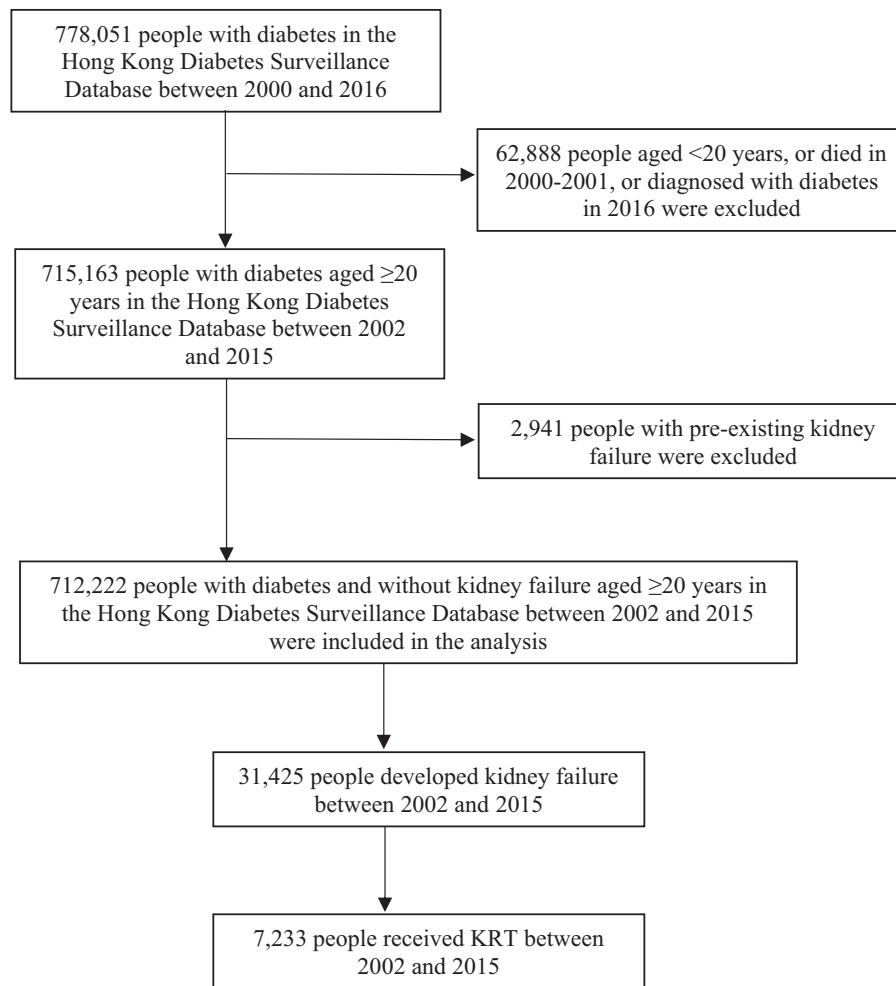 778,051 people with diabetes in the
Hong Kong Diabetes Surveillance
Database between 2000 and 2016
62,888 people aged <20 years, or died in
2000-2001, or diagnosed with diabetes
in 2016 were excluded
715,163 people with diabetes aged ≥20
years in the Hong Kong Diabetes
Surveillance Database between 2002
and 2015
2,941 people with pre-existing kidney
failure were excluded
712,222 people with diabetes and without kidney failure aged ≥20 years in
the Hong Kong Diabetes Surveillance Database between 2002 and 2015
were included in the analysis
31,425 people developed kidney failure
between 2002 and 2015
7,233 people received KRT between
2002 and 2015